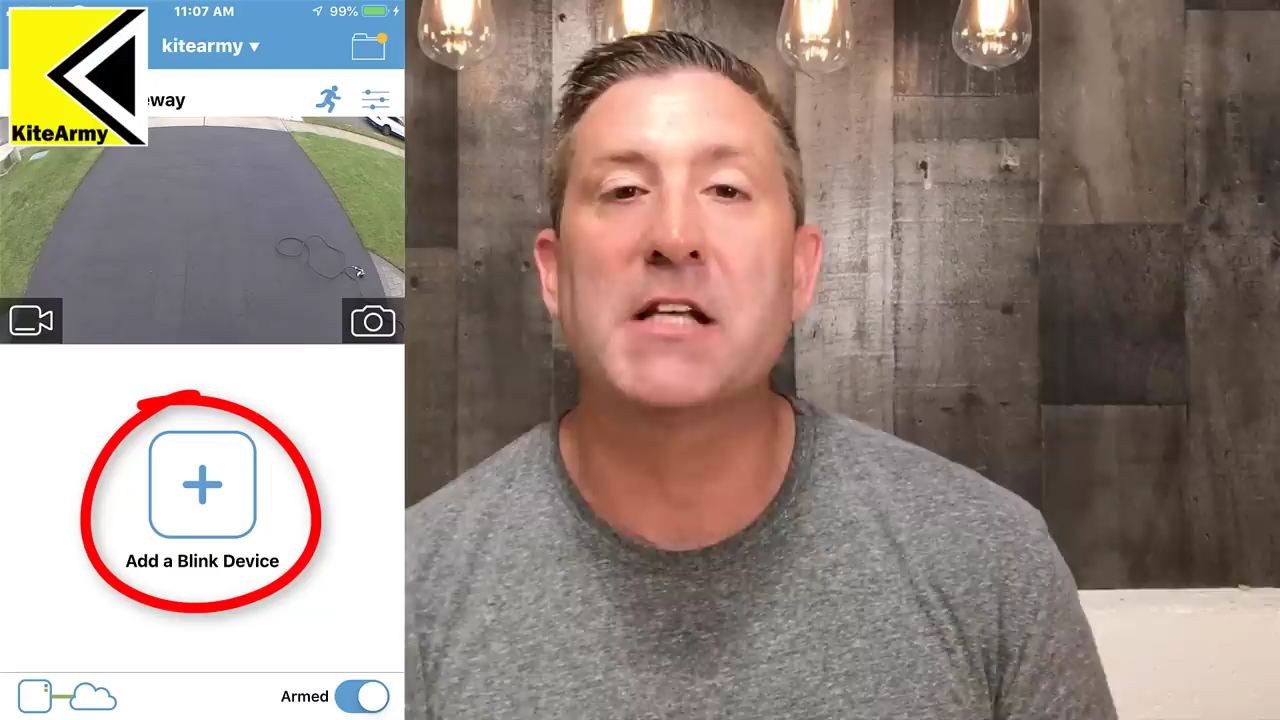 11:07 AM
99%
kitearmy ▾
eway
KiteArmy
Add a Blink Device
Armed